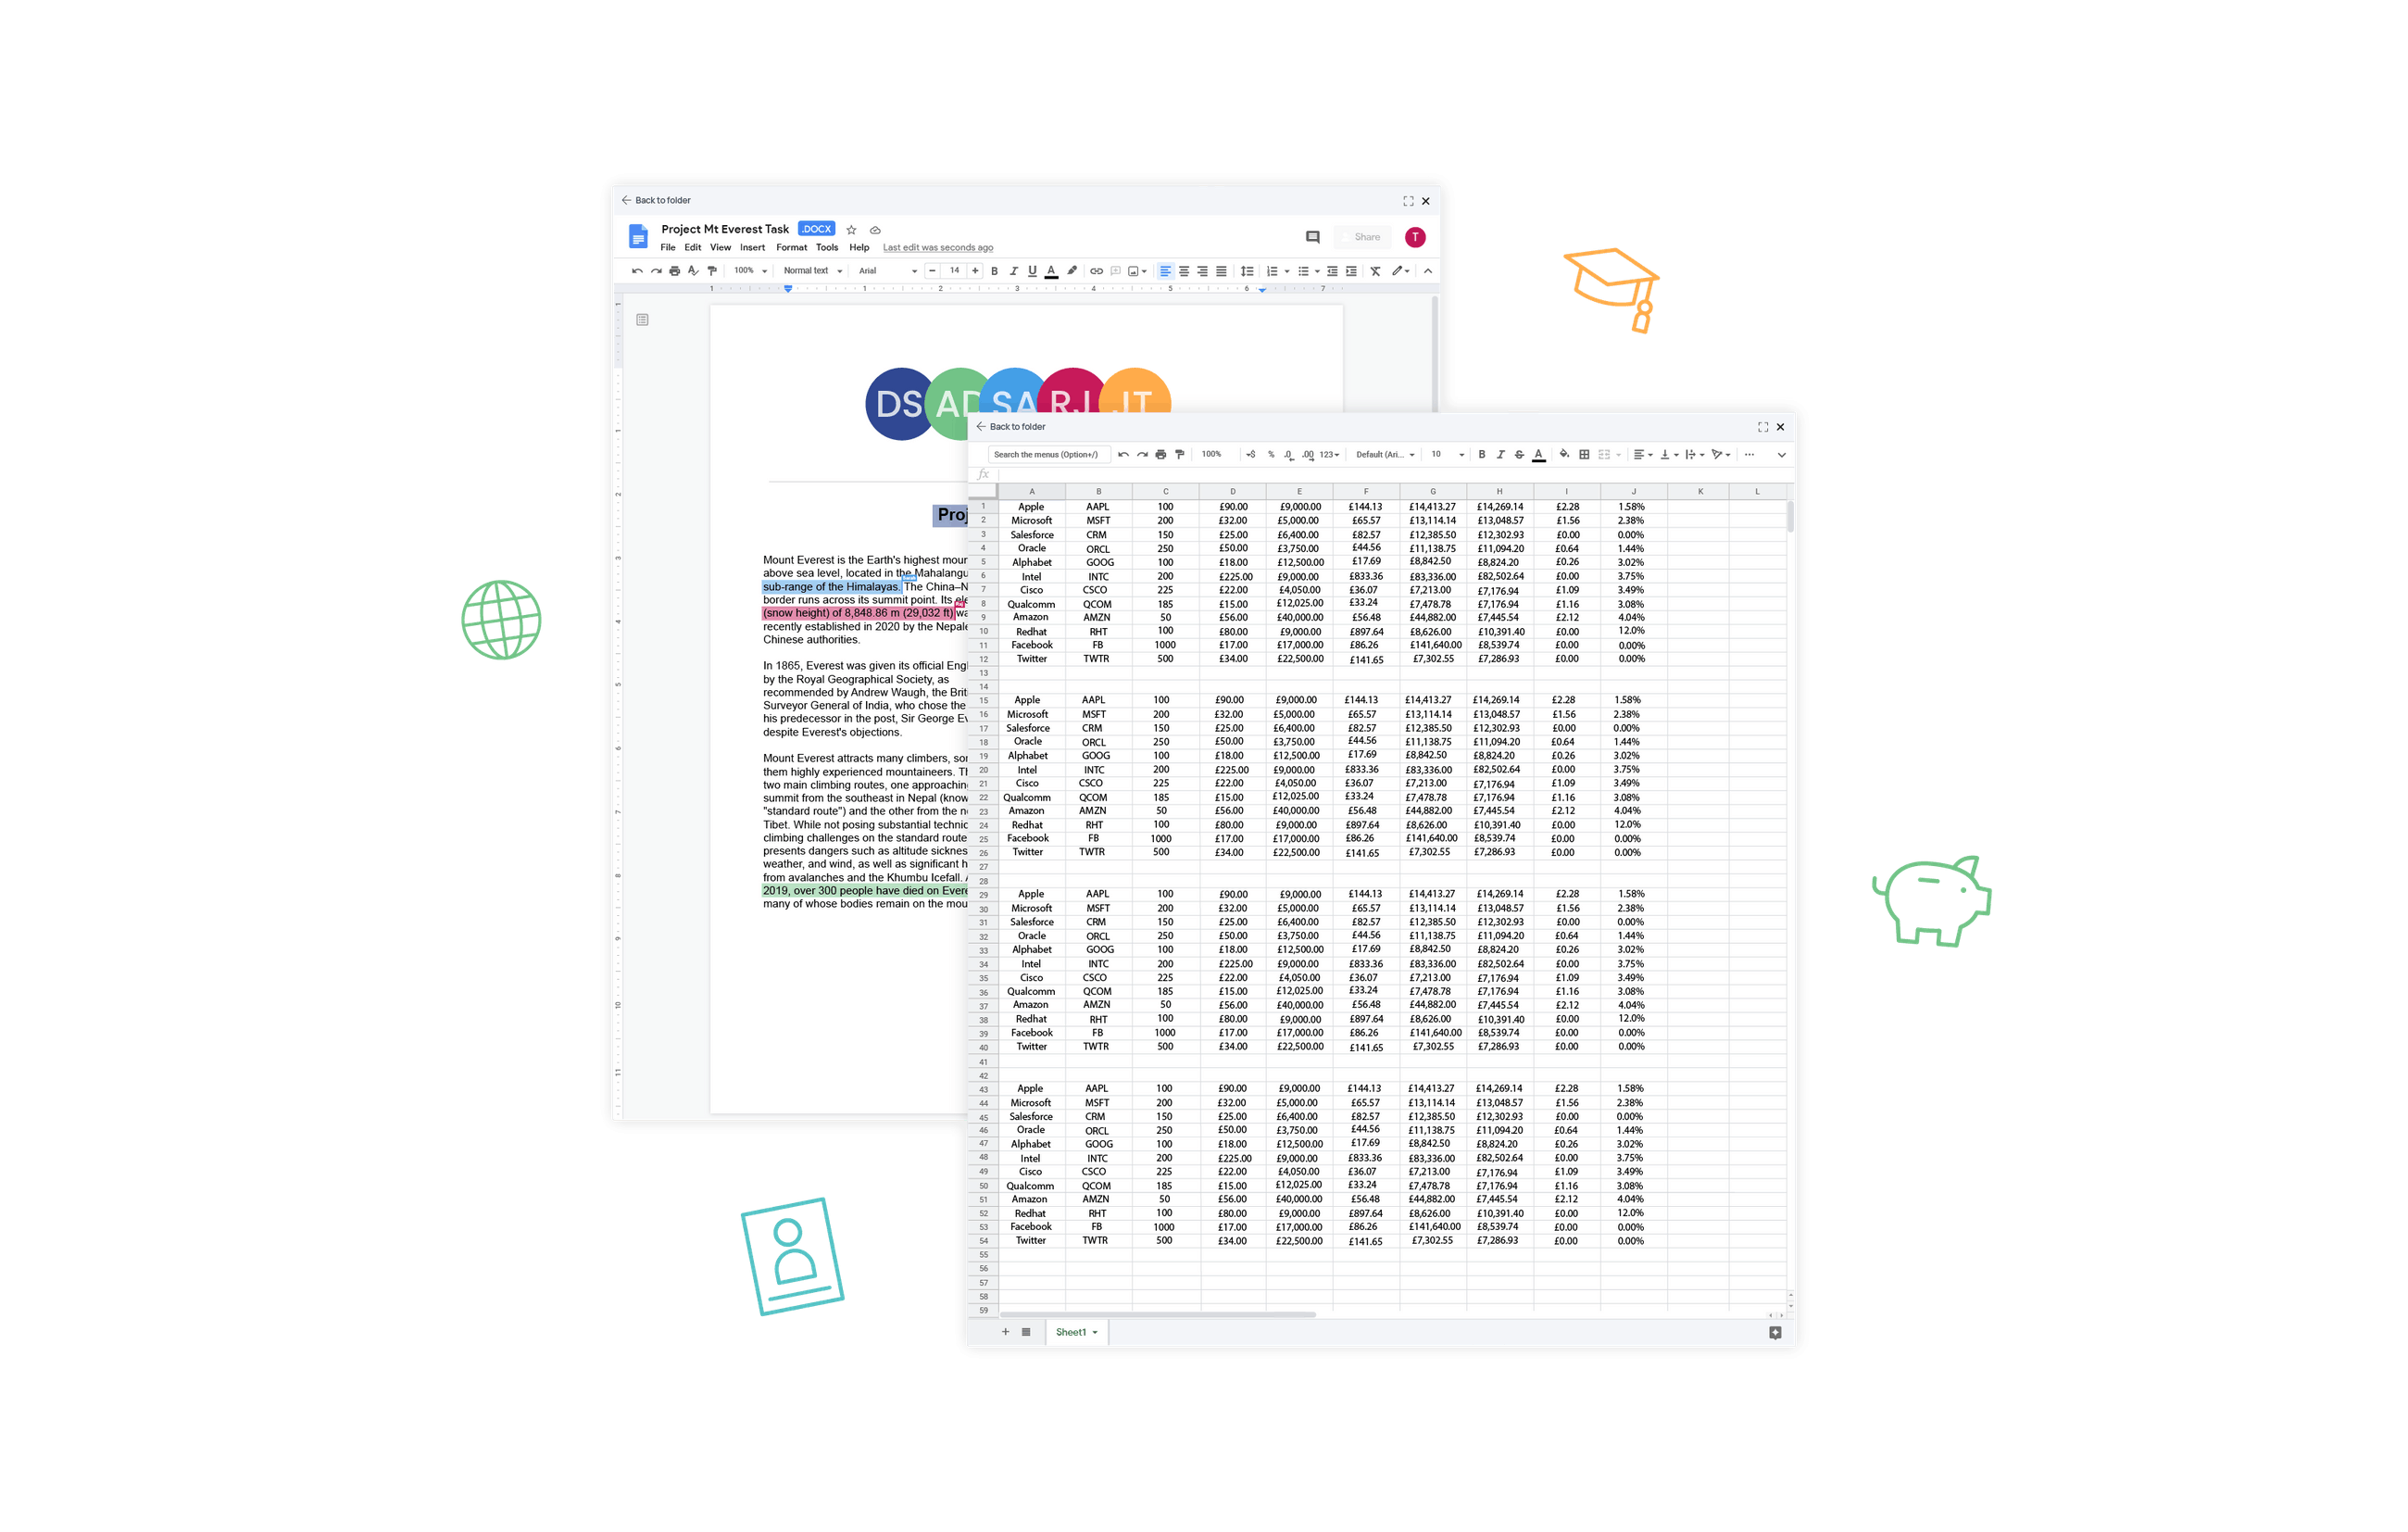 Back to folder
Project Mt Everest Task .DOCX
File Edit View Insert Format Tools Help Last edit was seconds ago
Share
T
100% Normal text Arial 14 B I U A
1 1 2 3 4 5 6 7
DS AD SA RJ JT
Mount Everest is the Earth's highest
above sea level, located in the
sub-range of the Himalayas. The
border runs across its summit point. Its
(snow height) of 8,848.86 m (29,032 ft)
recently established in 2020 by the
Chinese authorities.
In 1865, Everest was given its official
by the Royal Geographical Society, as
recommended by Andrew Waugh, the
Surveyor General of India, who chose the
his predecessor in the post, Sir George
despite Everest's objections.
Mount Everest attracts many climbers,
them highly experienced mountaineers.
two main climbing routes, one
summit from the southeast in Nepal
"standard route") and the other from the
Tibet. While not posing substantial
climbing challenges on the standard route
presents dangers such as altitude
weather, and wind, as well as significant
from avalanches and the Khumbu Icefall.
2019, over 300 people have died on
many of whose bodies remain on the
Back to folder
Search the menus (Option+/) 100% $ % .0 .00 123 Default (Ari... 10 B I S A
fx
A B C D E F G H I J K L
1 Apple AAPL 100 £90.00 £9,000.00 £144.13 £14,413.27 £14,269.14 £2.28 1.58%
2 Microsoft MSFT 200 £32.00 £5,000.00 £65.57 £13,114.14 £13,048.57 £1.56 2.38%
3 Salesforce CRM 150 £25.00 £6,400.00 £82.57 £12,385.50 £12,302.93 £0.00 0.00%
4 Oracle ORCL 250 £50.00 £3,750.00 £44.56 £11,138.75 £11,094.20 £0.64 1.44%
5 Alphabet GOOG 100 £18.00 £12,500.00 £17.69 £8,842.50 £8,824.20 £0.26 3.02%
6 Intel INTC 200 £225.00 £9,000.00 £833.36 £83,336.00 £82,502.64 £0.00 3.75%
7 Cisco CSCO 225 £22.00 £4,050.00 £36.07 £7,213.00 £7,176.94 £1.09 3.49%
8 Qualcomm QCOM 185 £15.00 £12,025.00 £33.24 £7,478.78 £7,176.94 £1.16 3.08%
9 Amazon AMZN 50 £56.00 £40,000.00 £56.48 £44,882.00 £7,445.54 £2.12 4.04%
10 Redhat RHT 100 £80.00 £9,000.00 £897.64 £8,626.00 £10,391.40 £0.00 12.0%
11 Facebook FB 1000 £17.00 £17,000.00 £86.26 £141,640.00 £8,539.74 £0.00 0.00%
12 Twitter TWTR 500 £34.00 £22,500.00 £141.65 £7,302.55 £7,286.93 £0.00 0.00%
13
14
15 Apple AAPL 100 £90.00 £9,000.00 £144.13 £14,413.27 £14,269.14 £2.28 1.58%
16 Microsoft MSFT 200 £32.00 £5,000.00 £65.57 £13,114.14 £13,048.57 £1.56 2.38%
17 Salesforce CRM 150 £25.00 £6,400.00 £82.57 £12,385.50 £12,302.93 £0.00 0.00%
18 Oracle ORCL 250 £50.00 £3,750.00 £44.56 £11,138.75 £11,094.20 £0.64 1.44%
19 Alphabet GOOG 100 £18.00 £12,500.00 £17.69 £8,842.50 £8,824.20 £0.26 3.02%
20 Intel INTC 200 £225.00 £9,000.00 £833.36 £83,336.00 £82,502.64 £0.00 3.75%
21 Cisco CSCO 225 £22.00 £4,050.00 £36.07 £7,213.00 £7,176.94 £1.09 3.49%
22 Qualcomm QCOM 185 £15.00 £12,025.00 £33.24 £7,478.78 £7,176.94 £1.16 3.08%
23 Amazon AMZN 50 £56.00 £40,000.00 £56.48 £44,882.00 £7,445.54 £2.12 4.04%
24 Redhat RHT 100 £80.00 £9,000.00 £897.64 £8,626.00 £10,391.40 £0.00 12.0%
25 Facebook FB 1000 £17.00 £17,000.00 £86.26 £141,640.00 £8,539.74 £0.00 0.00%
26 Twitter TWTR 500 £34.00 £22,500.00 £141.65 £7,302.55 £7,286.93 £0.00 0.00%
27
28
29 Apple AAPL 100 £90.00 £9,000.00 £144.13 £14,413.27 £14,269.14 £2.28 1.58%
30 Microsoft MSFT 200 £32.00 £5,000.00 £65.57 £13,114.14 £13,048.57 £1.56 2.38%
31 Salesforce CRM 150 £25.00 £6,400.00 £82.57 £12,385.50 £12,302.93 £0.00 0.00%
32 Oracle ORCL 250 £50.00 £3,750.00 £44.56 £11,138.75 £11,094.20 £0.64 1.44%
33 Alphabet GOOG 100 £18.00 £12,500.00 £17.69 £8,842.50 £8,824.20 £0.26 3.02%
34 Intel INTC 200 £225.00 £9,000.00 £833.36 £83,336.00 £82,502.64 £0.00 3.75%
35 Cisco CSCO 225 £22.00 £4,050.00 £36.07 £7,213.00 £7,176.94 £1.09 3.49%
36 Qualcomm QCOM 185 £15.00 £12,025.00 £33.24 £7,478.78 £7,176.94 £1.16 3.08%
37 Amazon AMZN 50 £56.00 £40,000.00 £56.48 £44,882.00 £7,445.54 £2.12 4.04%
38 Redhat RHT 100 £80.00 £9,000.00 £897.64 £8,626.00 £10,391.40 £0.00 12.0%
39 Facebook FB 1000 £17.00 £17,000.00 £86.26 £141,640.00 £8,539.74 £0.00 0.00%
40 Twitter TWTR 500 £34.00 £22,500.00 £141.65 £7,302.55 £7,286.93 £0.00 0.00%
41
42
43 Apple AAPL 100 £90.00 £9,000.00 £144.13 £14,413.27 £14,269.14 £2.28 1.58%
44 Microsoft MSFT 200 £32.00 £5,000.00 £65.57 £13,114.14 £13,048.57 £1.56 2.38%
45 Salesforce CRM 150 £25.00 £6,400.00 £82.57 £12,385.50 £12,302.93 £0.00 0.00%
46 Oracle ORCL 250 £50.00 £3,750.00 £44.56 £11,138.75 £11,094.20 £0.64 1.44%
47 Alphabet GOOG 100 £18.00 £12,500.00 £17.69 £8,842.50 £8,824.20 £0.26 3.02%
48 Intel INTC 200 £225.00 £9,000.00 £833.36 £83,336.00 £82,502.64 £0.00 3.75%
49 Cisco CSCO 225 £22.00 £4,050.00 £36.07 £7,213.00 £7,176.94 £1.09 3.49%
50 Qualcomm QCOM 185 £15.00 £12,025.00 £33.24 £7,478.78 £7,176.94 £1.16 3.08%
51 Amazon AMZN 50 £56.00 £40,000.00 £56.48 £44,882.00 £7,445.54 £2.12 4.04%
52 Redhat RHT 100 £80.00 £9,000.00 £897.64 £8,626.00 £10,391.40 £0.00 12.0%
53 Facebook FB 1000 £17.00 £17,000.00 £86.26 £141,640.00 £8,539.74 £0.00 0.00%
54 Twitter TWTR 500 £34.00 £22,500.00 £141.65 £7,302.55 £7,286.93 £0.00 0.00%
55
56
57
58
59
Sheet1